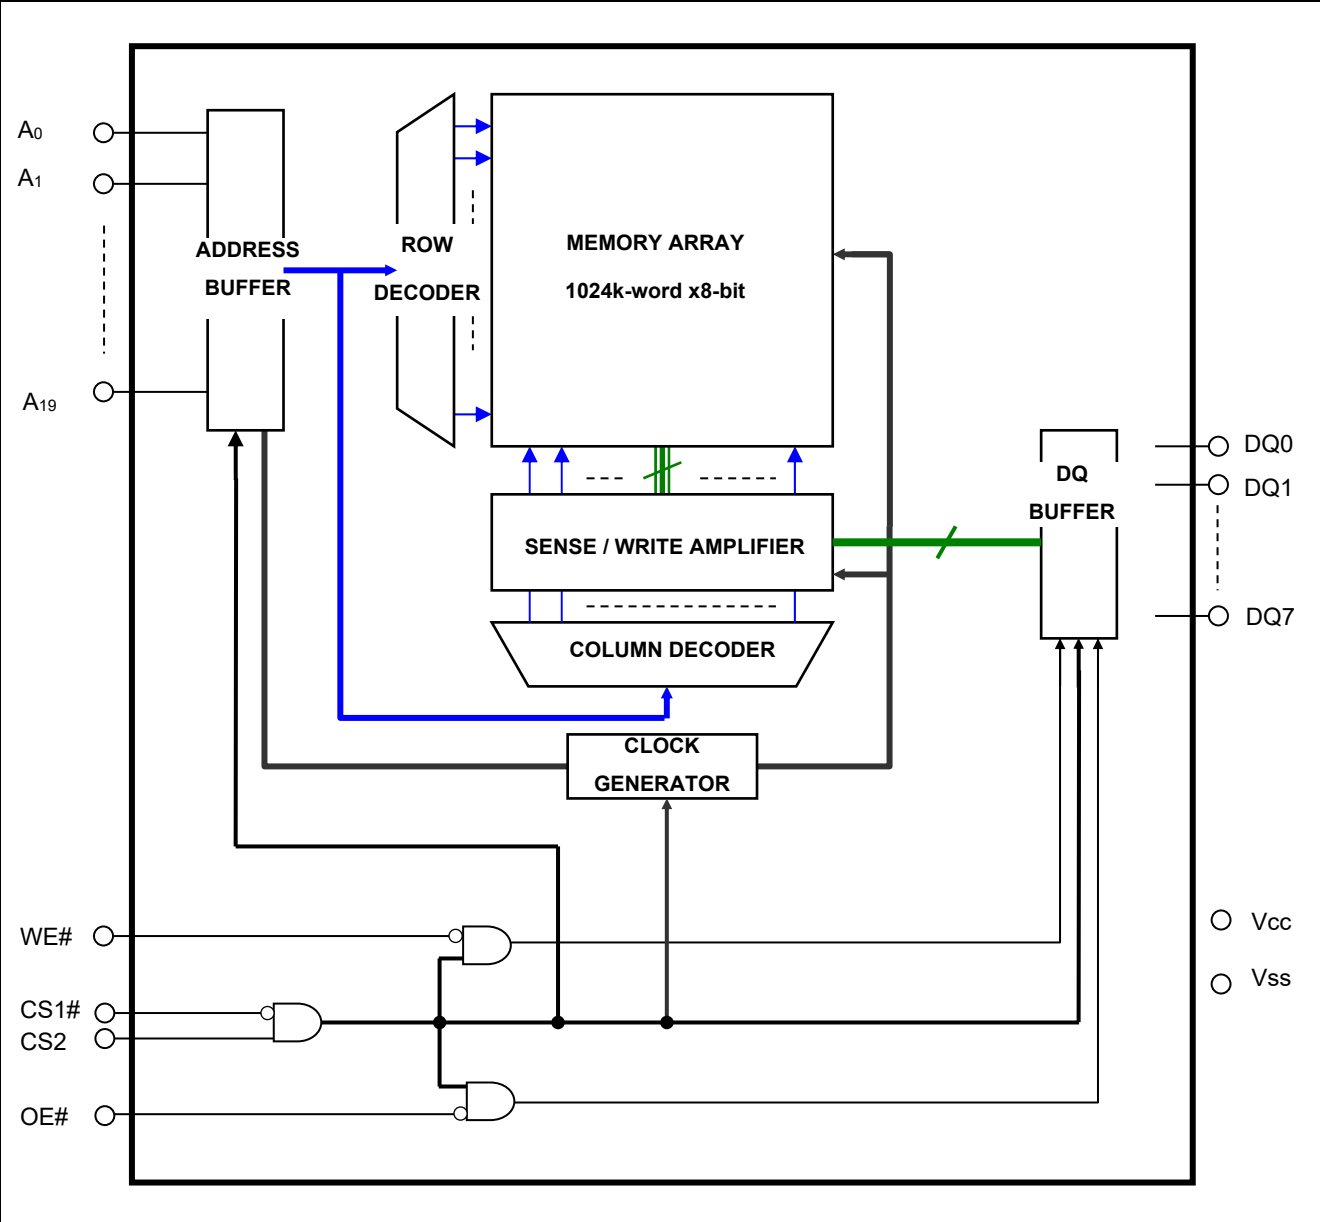 A0
A1
A19
ADDRESS
BUFFER
ROW
DECODER
MEMORY ARRAY
1024k-word x8-bit
SENSE / WRITE AMPLIFIER
COLUMN DECODER
CLOCK
GENERATOR
DQ
BUFFER
DQ0
DQ1
DQ7
WE#
CS1#
CS2
OE#
Vcc
Vss